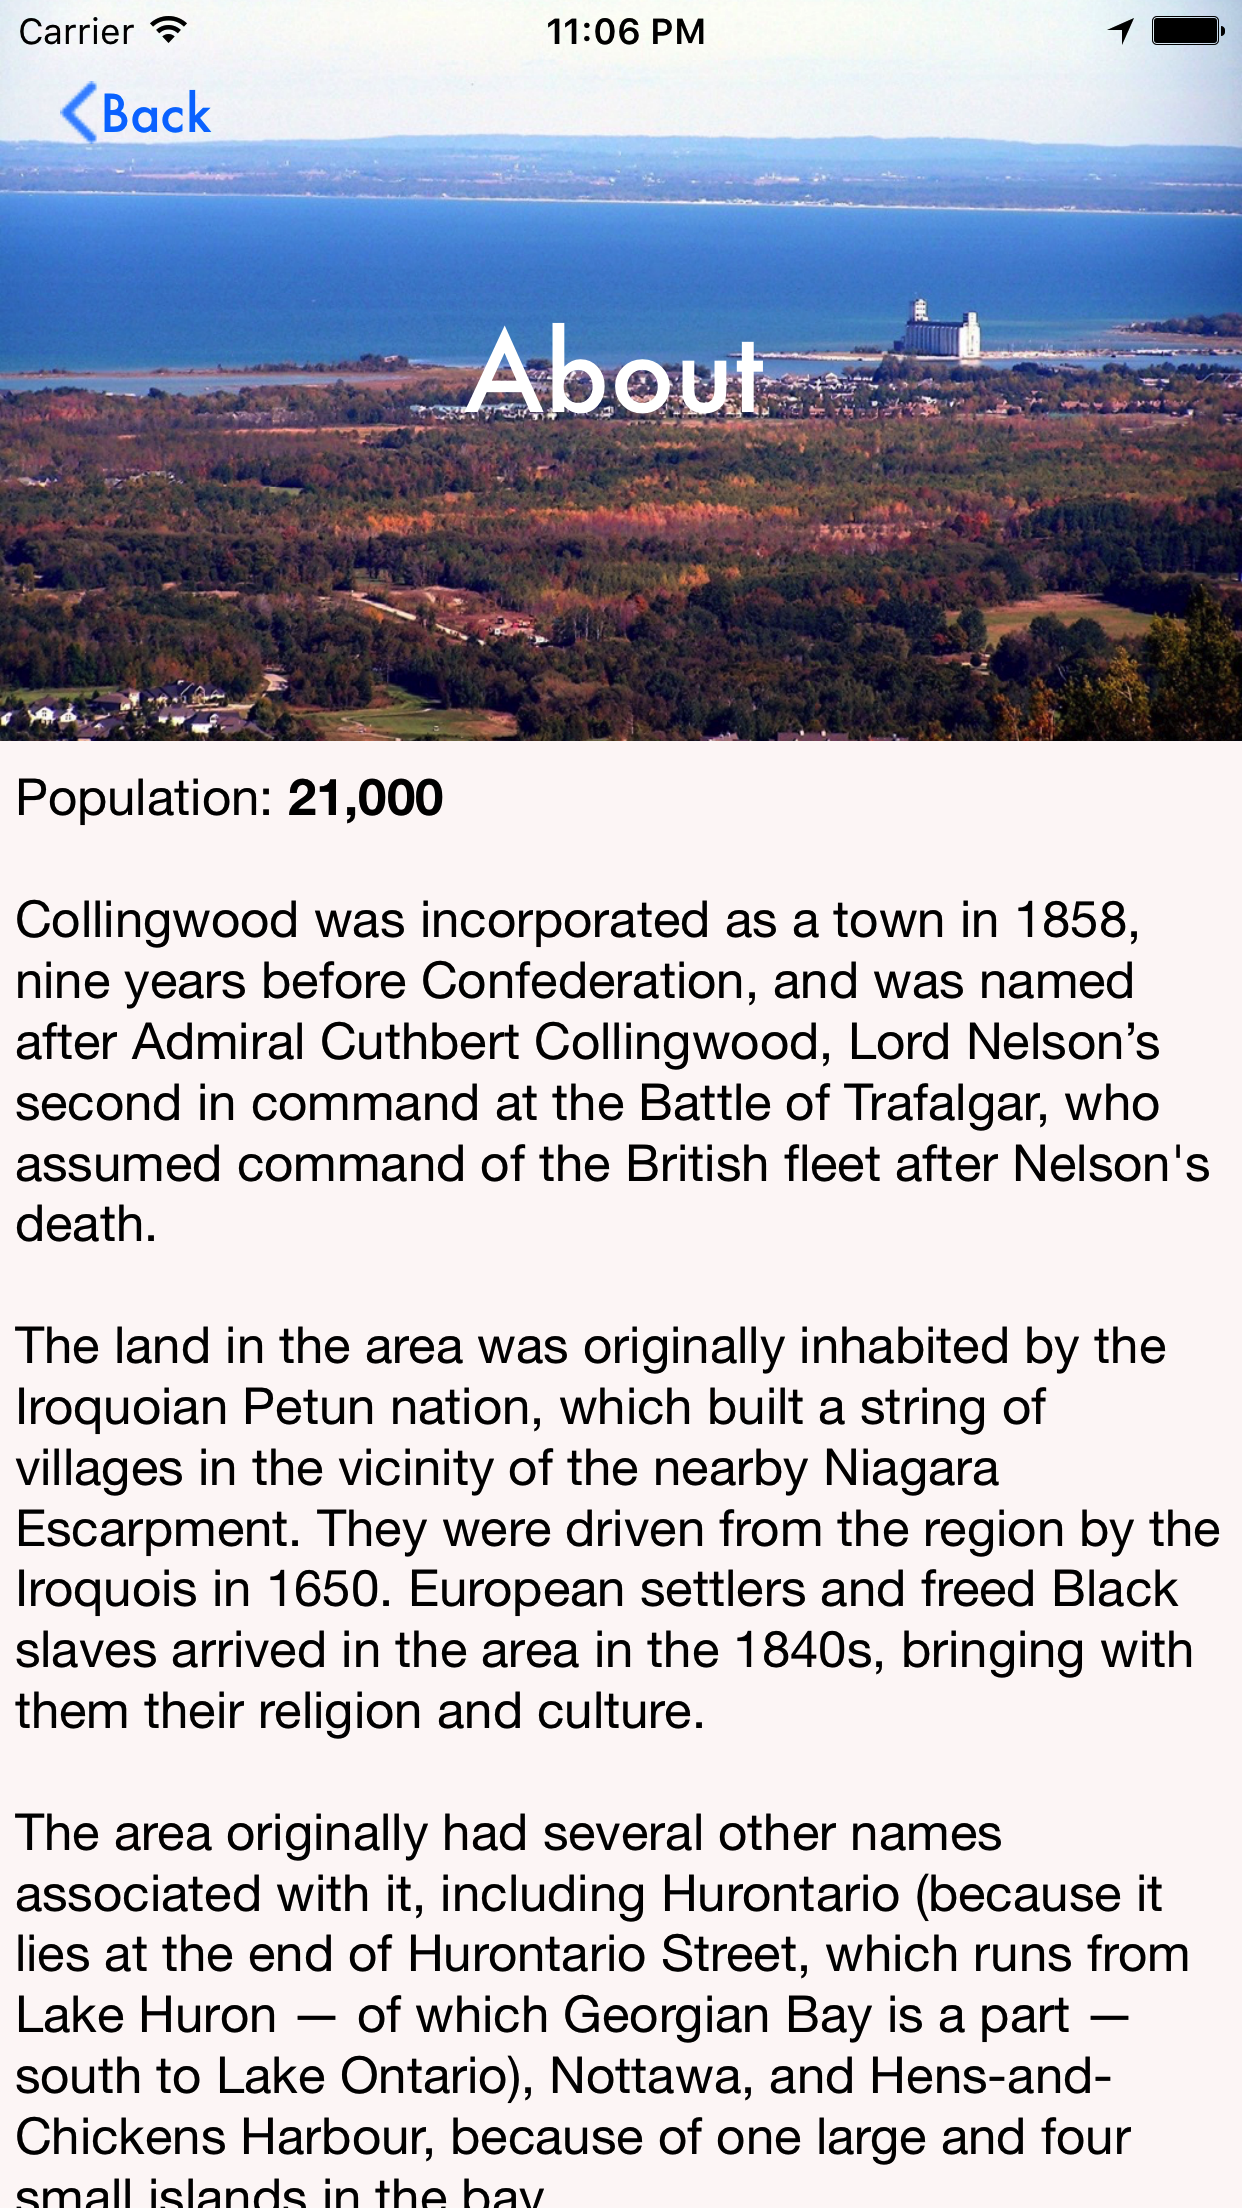 Carrier 11:06 PM
Back
About
Population: 21,000
Collingwood was incorporated as a town in 1858,
nine years before Confederation, and was named
after Admiral Cuthbert Collingwood, Lord Nelson’s
second in command at the Battle of Trafalgar, who
assumed command of the British fleet after Nelson's
death.
The land in the area was originally inhabited by the
Iroquoian Petun nation, which built a string of
villages in the vicinity of the nearby Niagara
Escarpment. They were driven from the region by the
Iroquois in 1650. European settlers and freed Black
slaves arrived in the area in the 1840s, bringing with
them their religion and culture.
The area originally had several other names
associated with it, including Hurontario (because it
lies at the end of Hurontario Street, which runs from
Lake Huron — of which Georgian Bay is a part —
south to Lake Ontario), Nottawa, and Hens-and-
Chickens Harbour, because of one large and four
small islands in the bay